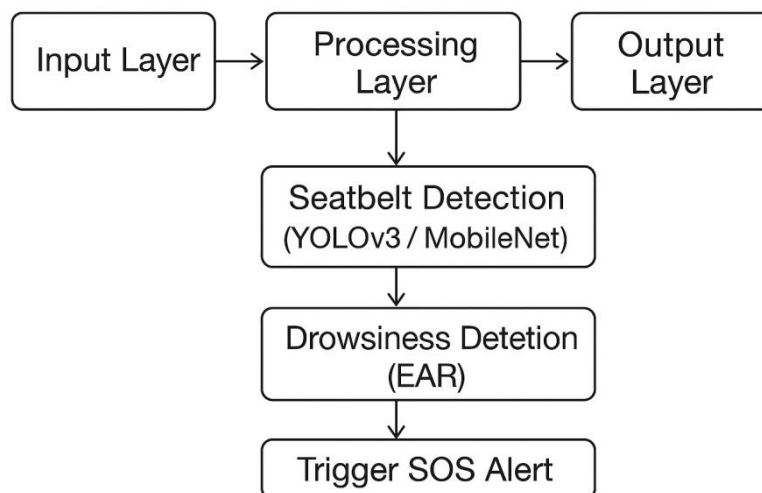 Input Layer
Processing
Layer
Output
Layer
Seatbelt Detection
(YOLOv3 / MobileNet)
Drowsiness Detetion
(EAR)
Trigger SOS Alert